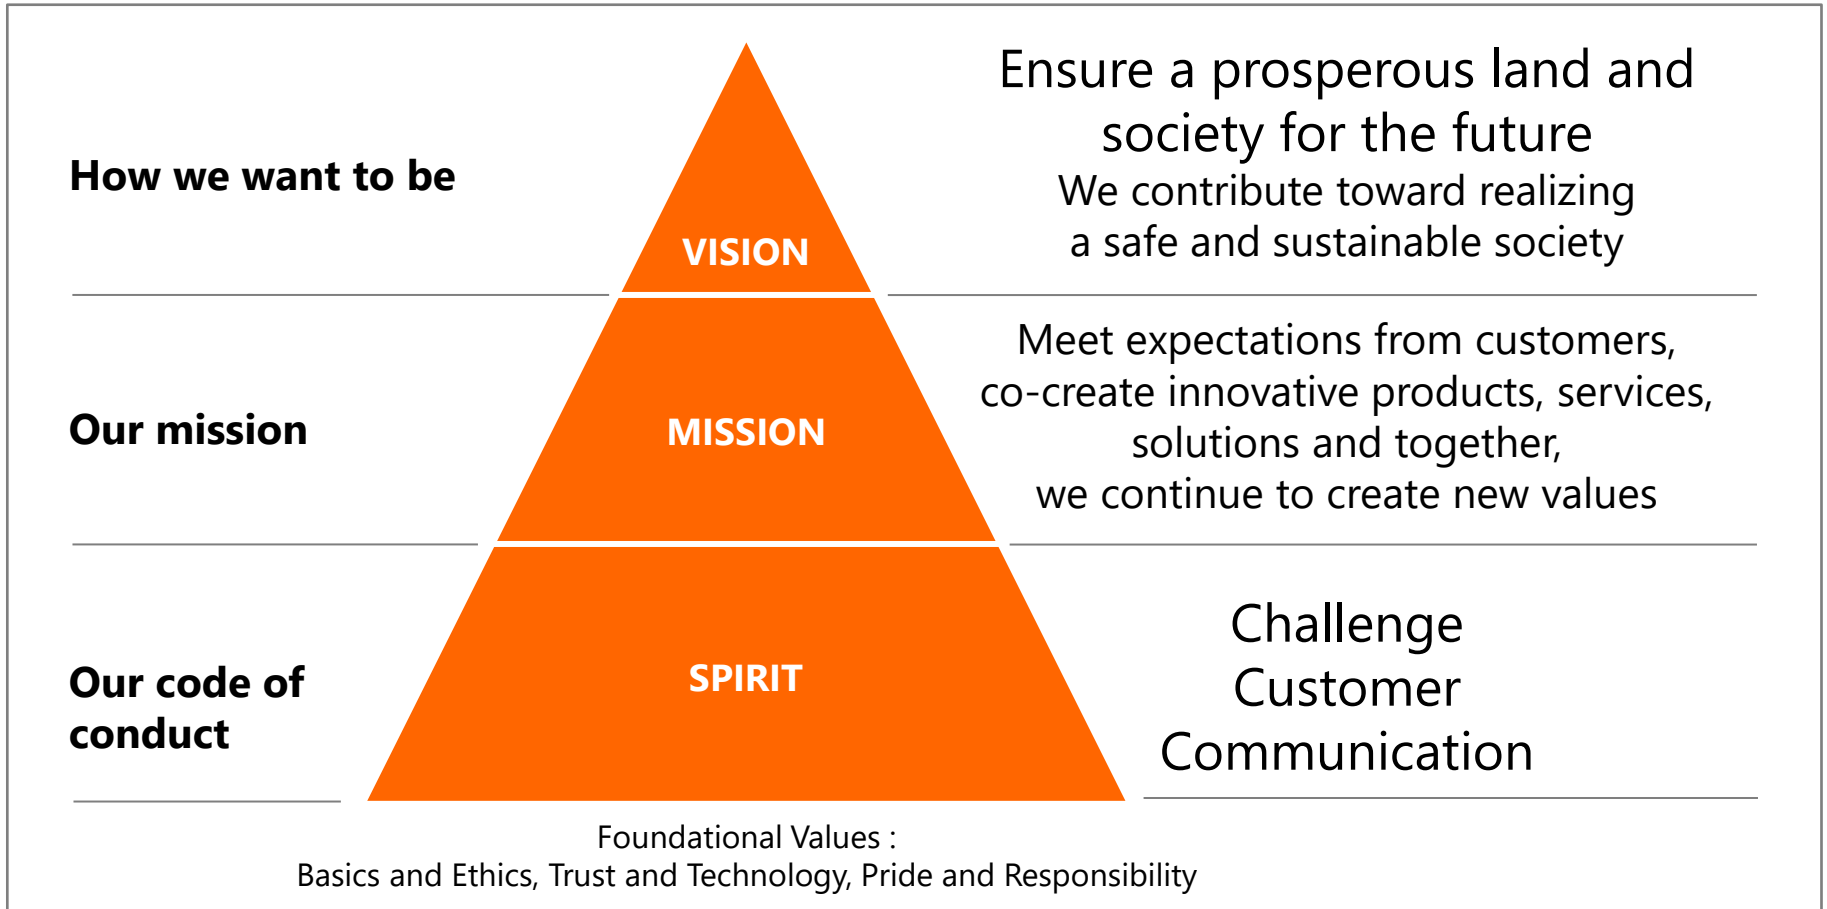 How we want to be
VISION
Ensure a prosperous land and
society for the future
We contribute toward realizing
a safe and sustainable society
Our mission
MISSION
Meet expectations from customers,
co-create innovative products, services,
solutions and together,
we continue to create new values
Our code of
conduct
SPIRIT
Challenge
Customer
Communication
Foundational Values :
Basics and Ethics, Trust and Technology, Pride and Responsibility